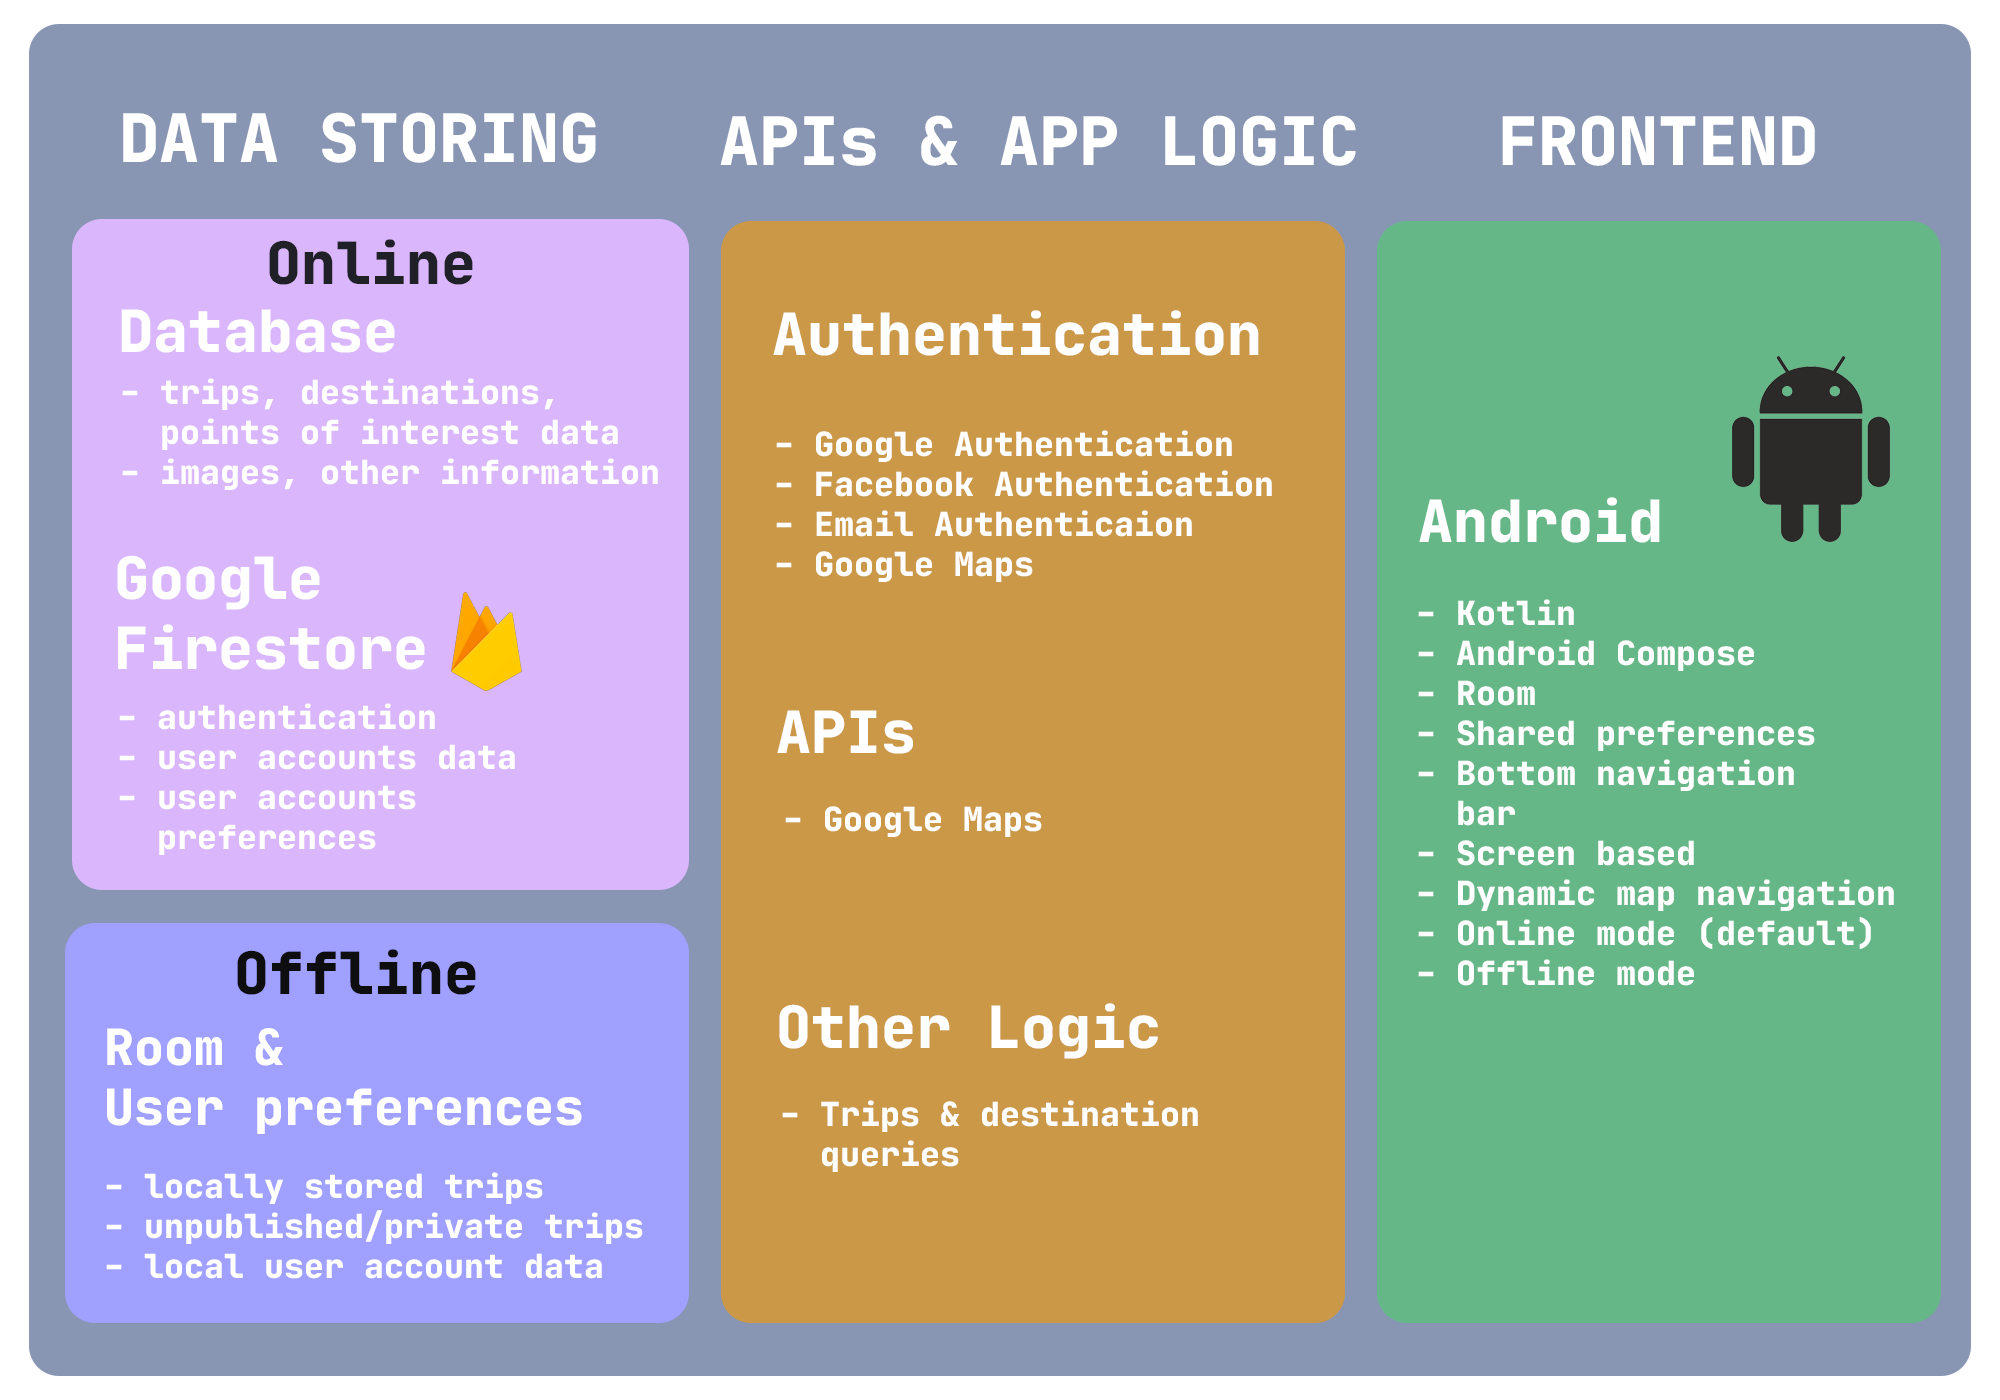 DATA STORING
Online
Database
- trips, destinations,
points of interest data
- images, other information
Google
Firestore
- authentication
- user accounts data
- user accounts
preferences
Offline
Room &
User preferences
- locally stored trips
- unpublished/private trips
- local user account data
APIs & APP LOGIC
Authentication
- Google Authentication
- Facebook Authentication
- Email Authenticaion
- Google Maps
APIs
- Google Maps
Other Logic
- Trips & destination
queries
FRONTEND
Android
- Kotlin
- Android Compose
- Room
- Shared preferences
- Bottom navigation
bar
- Screen based
- Dynamic map navigation
- Online mode (default)
- Offline mode